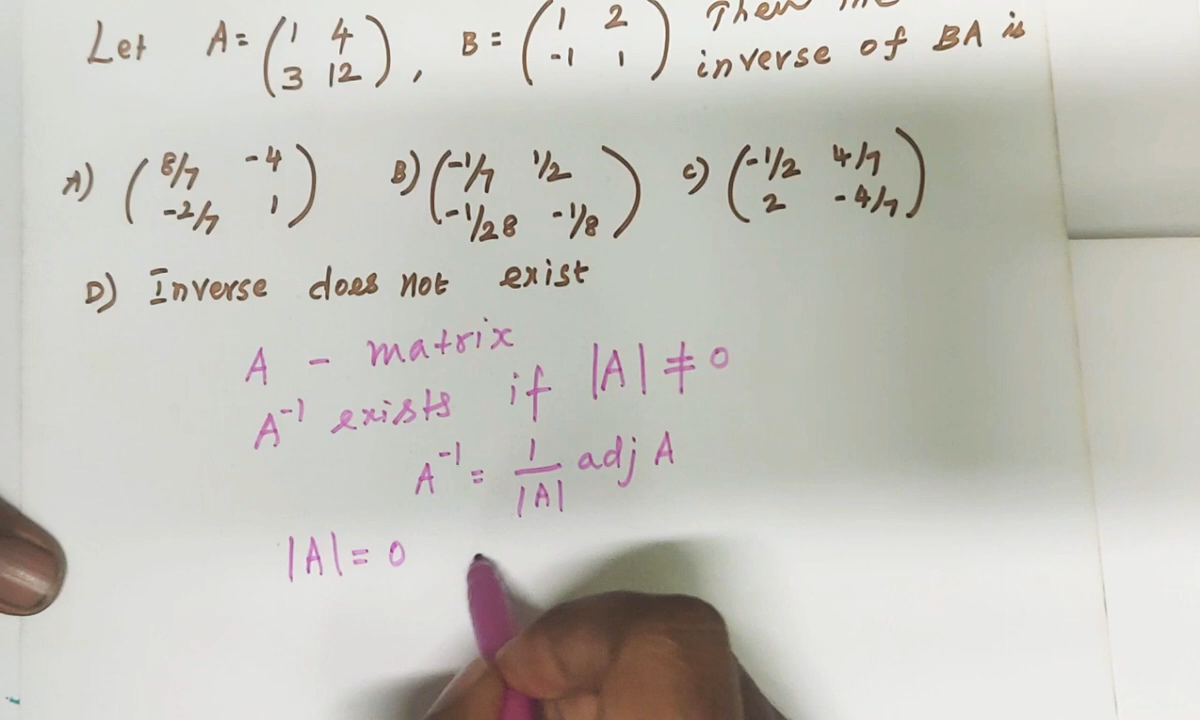 Let A = ( 1 4 3 12 ) , B = ( 1 2 -1 1 ) Then
inverse of BA is
A) ( 8/7 -4 -2/7 1 ) B) ( -1/7 1/2 -1/28 -1/8 ) C) ( -1/2 4/7 2 -4/7 )
D) Inverse does not exist
A - matrix
A⁻¹ exists if |A| ≠ 0
A⁻¹ = 1/|A| adj A
|A| = 0